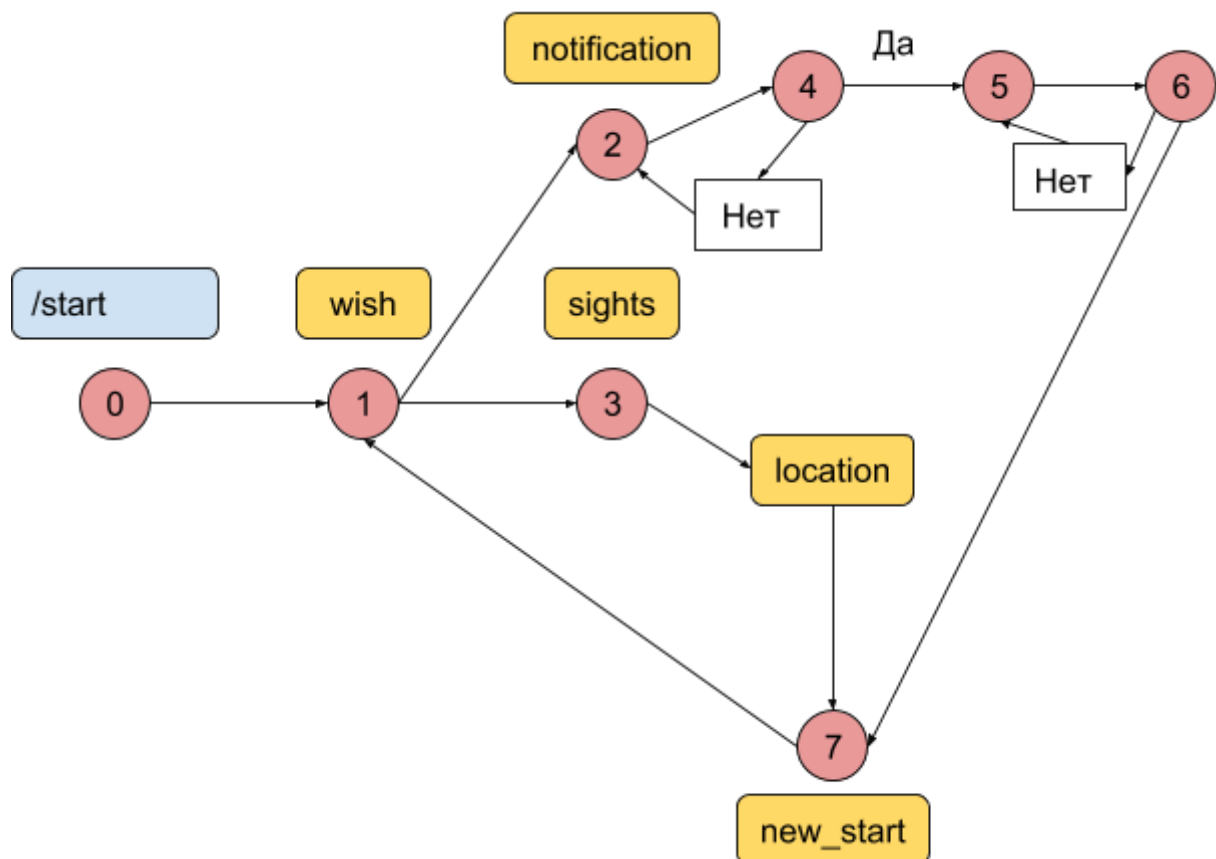 notification
Да
4
5
6
2
Нет
Нет
/start
wish
sights
0
1
3
location
7
new_start